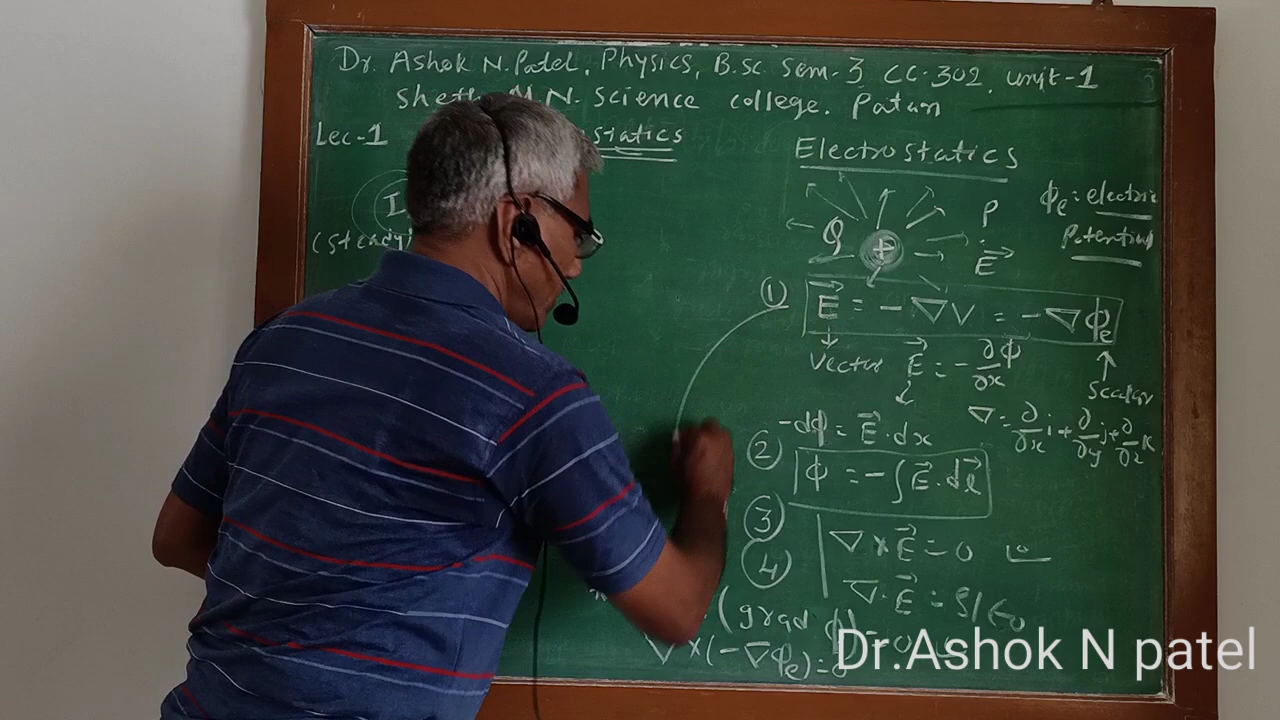 Dr. Ashok N. Patel, Physics, B.Sc. Sem-3 CC-302, unit-1
Sheth M.N. Science college. Patan
Lec-1 statics
I
(steady)
Electrostatics
Q + P
E⃗
ϕe = electric
Potential
① E⃗ = -∇V = -∇ϕe
Vector E⃗ = -∂ϕ/∂x
Scalar
∇ = ∂/∂x i + ∂/∂y j + ∂/∂z k
-dϕ = E⃗ · dx
② ϕ = -∫E⃗ · dℓ⃗
③ ∇ × E⃗ = 0
④ ∇ · E⃗ = ρ/ϵ₀
(grad ϕ) = 0
∇ × (-∇ϕe) = 0
Dr.Ashok N patel